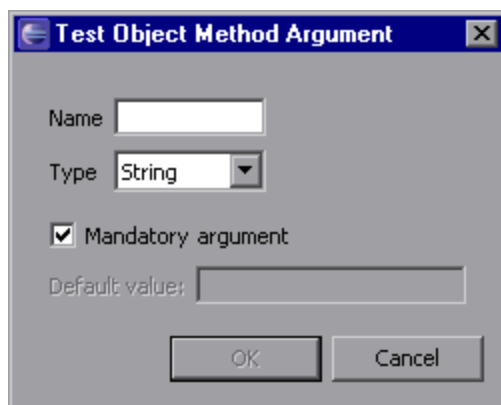 Test Object Method Argument
Name
Type String
Mandatory argument
Default value:
OK Cancel